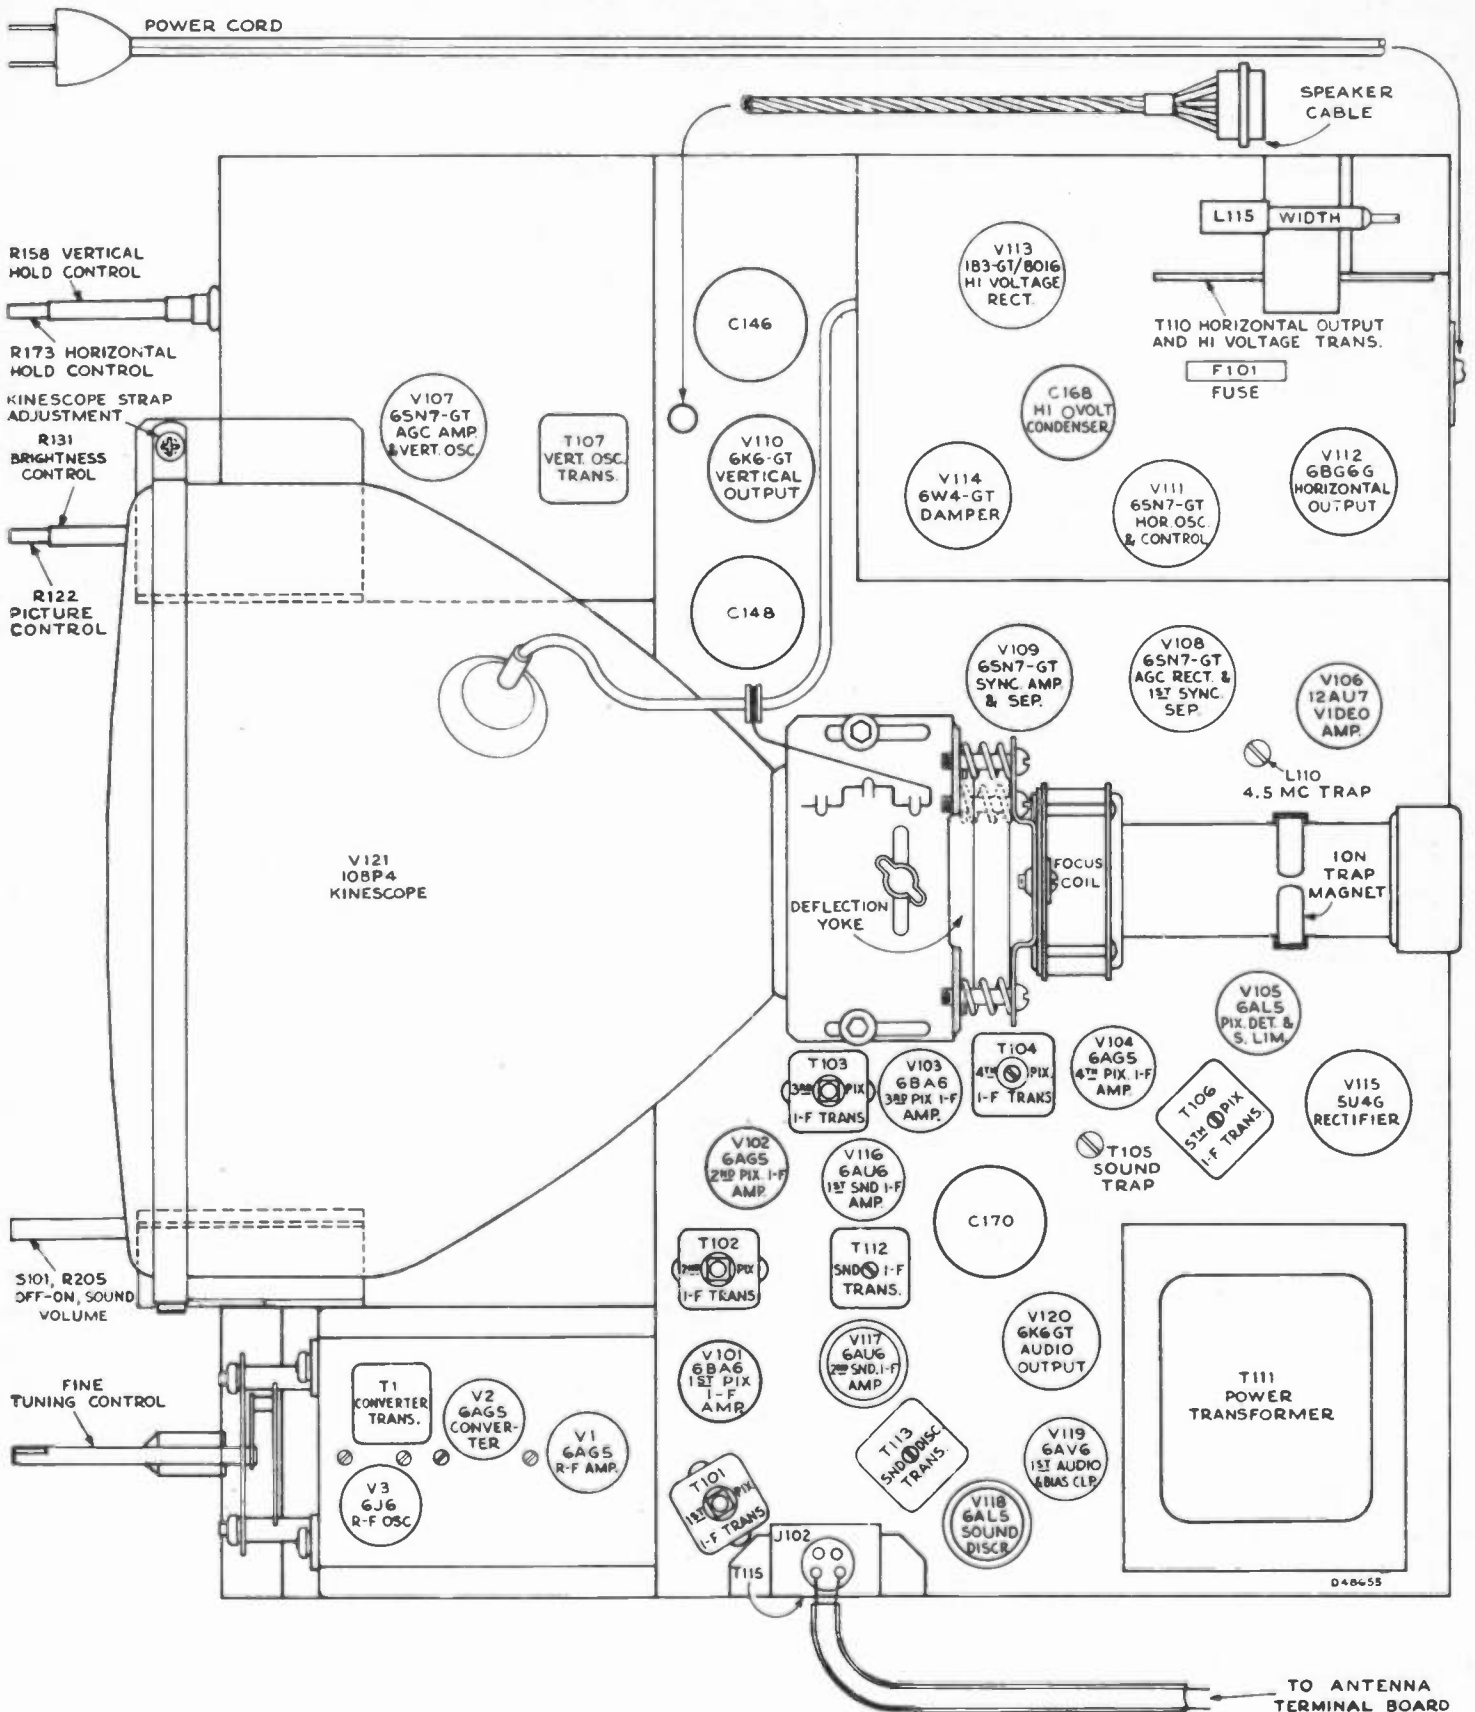 POWER CORD
SPEAKER
CABLE
L115 WIDTH
V113
1B3-GT/8016
HI VOLTAGE
RECT.
R158 VERTICAL
HOLD CONTROL
C146
T110 HORIZONTAL OUTPUT
AND HI VOLTAGE TRANS.
R173 HORIZONTAL
HOLD CONTROL
F101
FUSE
KINESCOPE STRAP
ADJUSTMENT
V107
6SN7-GT
AGC AMP.
& VERT. OSC.
T107
VERT. OSC.
TRANS.
V110
6K6-GT
VERTICAL
OUTPUT
C168
HI VOLT
CONDENSER
R131
BRIGHTNESS
CONTROL
V114
6W4-GT
DAMPER
V111
6SN7-GT
HOR. OSC.
& CONTROL
V112
6BG6G
HORIZONTAL
OUTPUT
R122
PICTURE
CONTROL
C148
V109
6SN7-GT
SYNC. AMP.
& SEP.
V108
6SN7-GT
AGC RECT. &
1ST SYNC.
SEP.
V106
12AU7
VIDEO
AMP.
L110
4.5 MC TRAP
V121
10BP4
KINESCOPE
DEFLECTION
YOKE
FOCUS
COIL
ION
TRAP
MAGNET
V105
6AL5
PIX. DET. &
S. LIM.
T103
3RD PIX
I-F TRANS.
V103
6BA6
3RD PIX I-F
AMP.
T104
4TH PIX.
I-F TRANS
V104
6AG5
4TH PIX. I-F
AMP.
T106
5TH PIX
I-F TRANS.
V115
5U4G
RECTIFIER
V102
6AG5
2ND PIX. I-F
AMP.
V116
6AU6
1ST SND I-F
AMP.
T105
SOUND
TRAP
C170
T102
2ND PIX
I-F TRANS
T112
SND I-F
TRANS.
S101, R205
OFF-ON, SOUND
VOLUME
V120
6K6GT
AUDIO
OUTPUT
V101
6BA6
1ST PIX
I-F
AMP.
V117
6AU6
2ND SND. I-F
AMP
T111
POWER
TRANSFORMER
FINE
TUNING CONTROL
T1
CONVERTER
TRANS.
V2
6AG5
CONVER-
TER
V1
6AG5
R-F AMP.
V3
6J6
R-F OSC
T101
1ST PIX.
I-F TRANS
T113
SND DISC.
TRANS.
V119
6AV6
1ST AUDIO
& BIAS CLP.
V118
6AL5
SOUND
DISCR.
J102
T115
D48655
TO ANTENNA
TERMINAL BOARD